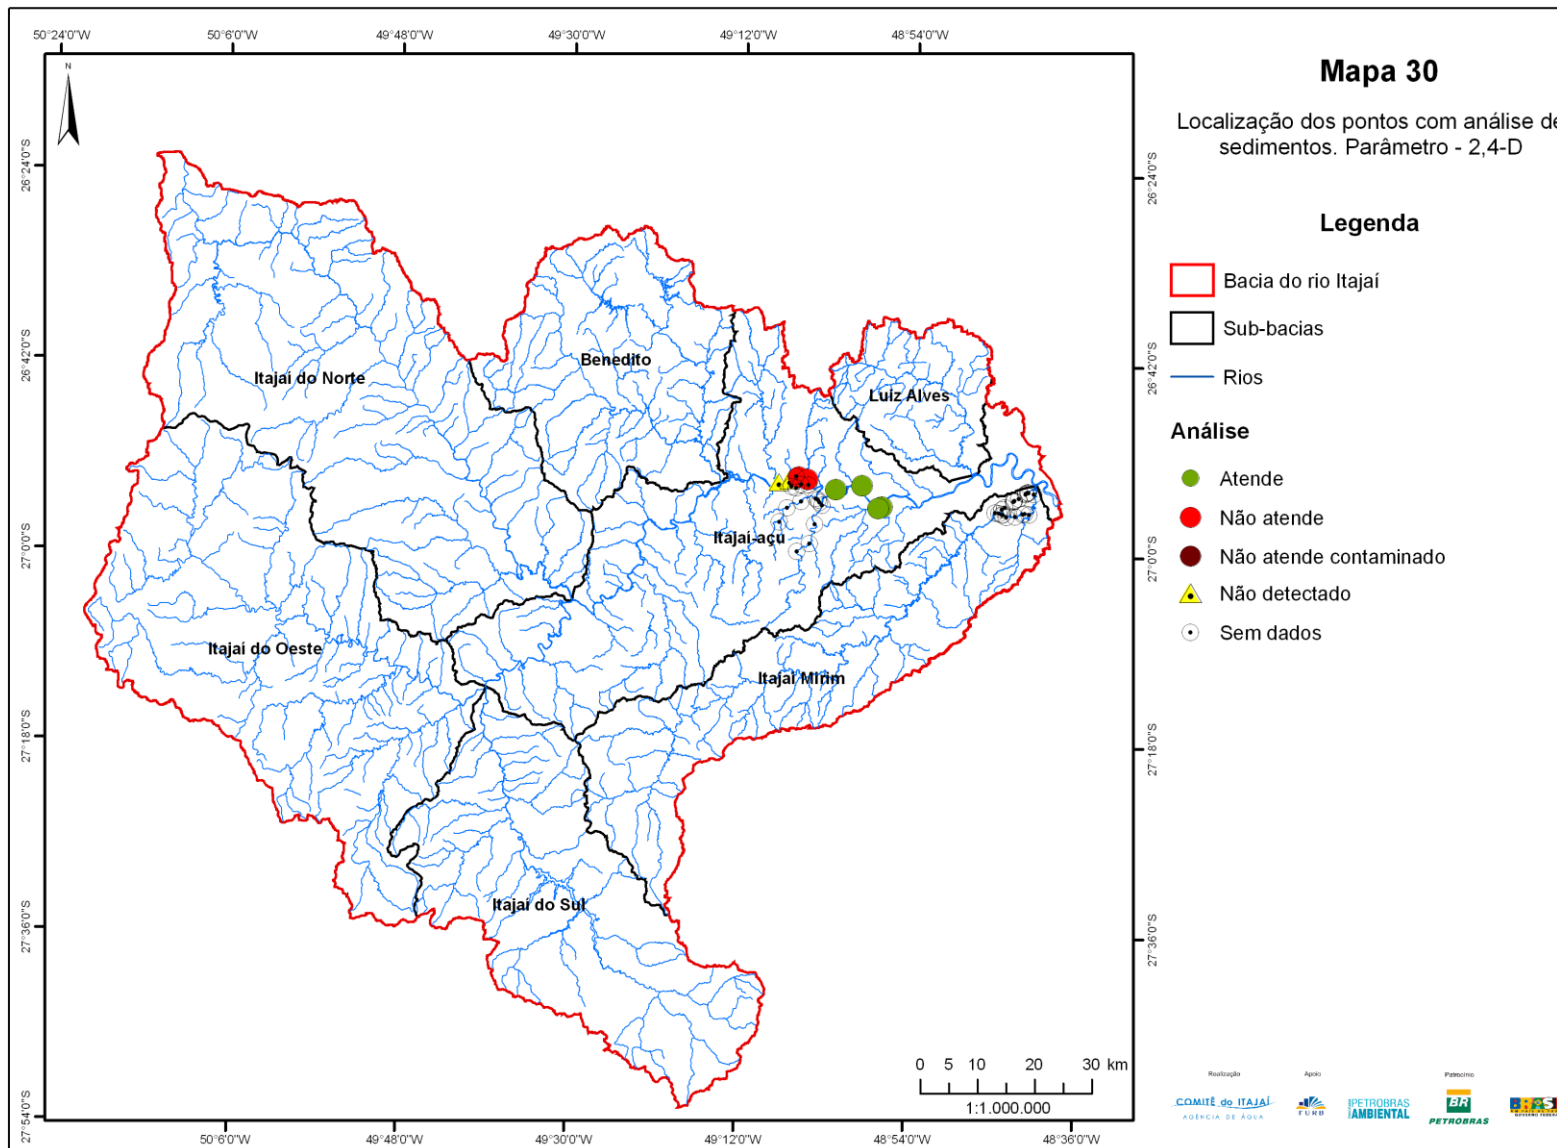 50°24'0"W 50°6'0"W 49°48'0"W 49°30'0"W 49°12'0"W 48°54'0"W
N
Mapa 30
Localização dos pontos com análise de
sedimentos. Parâmetro - 2,4-D
Legenda
Bacia do rio Itajaí
Sub-bacias
Rios
Análise
Atende
Não atende
Não atende contaminado
Não detectado
Sem dados
26°24'0"S
26°42'0"S
27°0'0"S
27°18'0"S
27°36'0"S
27°54'0"S
26°24'0"S
26°42'0"S
27°0'0"S
27°18'0"S
27°36'0"S
Itajaí do Norte
Benedito
Luiz Alves
Itajaí-açu
Itajaí do Oeste
Itajaí Mirim
Itajaí do Sul
0 5 10 20 30 km
1:1.000.000
50°6'0"W 49°48'0"W 49°30'0"W 49°12'0"W 48°54'0"W 48°36'0"W
Realização
COMITÊ do ITAJAÍ
AGÊNCIA DE ÁGUA
Apoio
FURB
PETROBRAS
AMBIENTAL
Patrocínio
BR
PETROBRAS